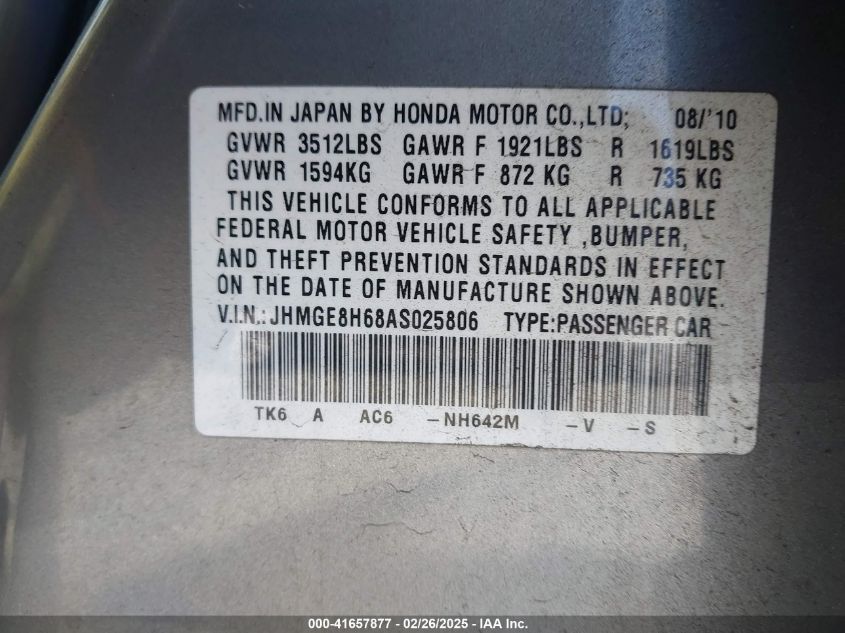 MFD.IN JAPAN BY HONDA MOTOR CO.,LTD; 08/'10
GVWR 3512LBS GAWR F 1921LBS R 1619LBS
GVWR 1594KG GAWR F 872 KG R 735 KG
THIS VEHICLE CONFORMS TO ALL APPLICABLE
FEDERAL MOTOR VEHICLE SAFETY ,BUMPER,
AND THEFT PREVENTION STANDARDS IN EFFECT
ON THE DATE OF MANUFACTURE SHOWN ABOVE.
V.I.N.: JHMGE8H68AS025806 TYPE:PASSENGER CAR
TK6 A AC6 -NH642M -V -S
000-41657877 - 02/26/2025 - IAA Inc.